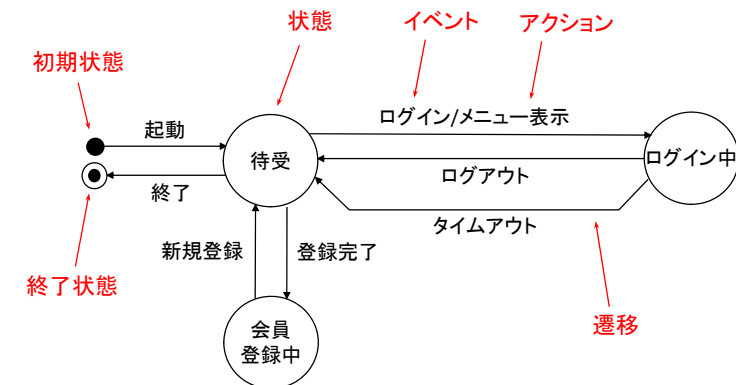 状態
イベント
アクション
初期状態
起動
待受
ログイン/メニュー表示
ログイン中
ログアウト
終了
タイムアウト
新規登録
登録完了
終了状態
遷移
会員
登録中